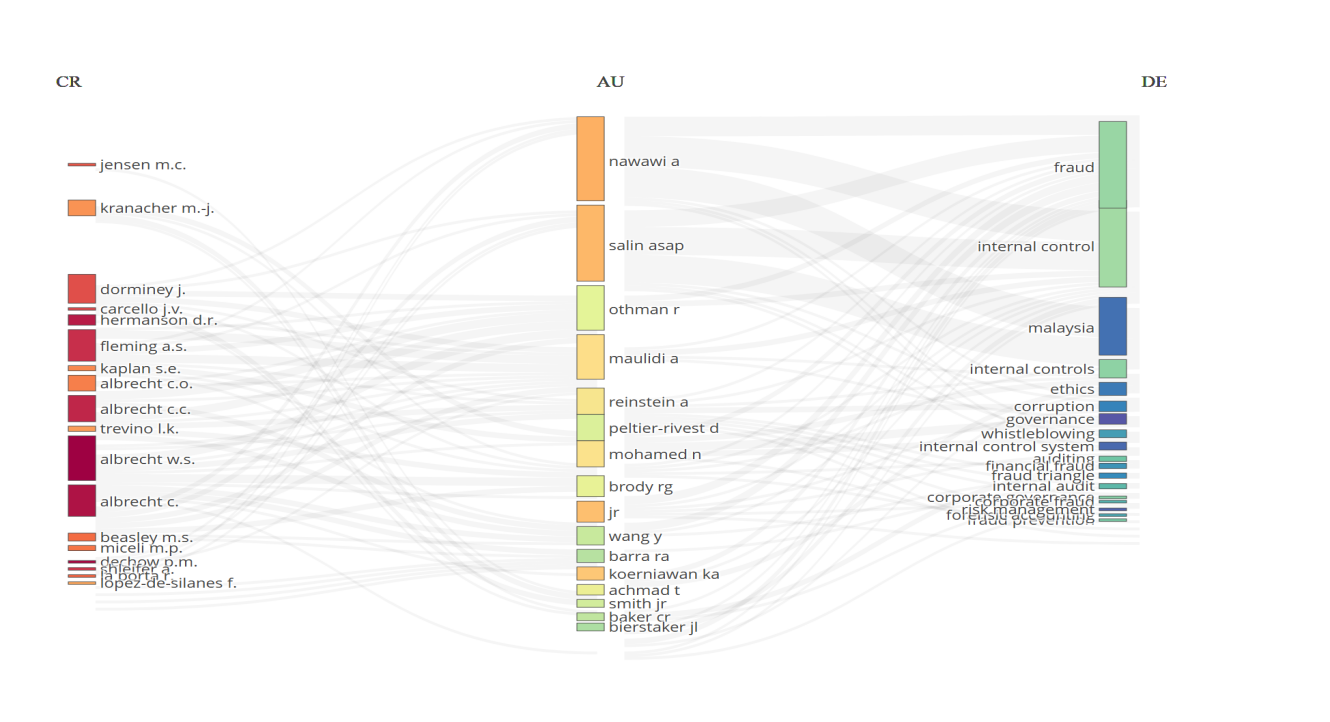 CR
AU
DE
jensen m.c.
kranacher m.-j.
dorminey j.
carcello j.v.
hermanson d.r.
fleming a.s.
kaplan s.e.
albrecht c.o.
albrecht c.c.
trevino l.k.
albrecht w.s.
albrecht c.
beasley m.s.
miceli m.p.
dechow p.m.
shleifer a.
la porta r.
lopez-de-silanes f.
nawawi a
salin asap
othman r
maulidi a
reinstein a
peltier-rivest d
mohamed n
brody rg
jr
wang y
barra ra
koerniawan ka
achmad t
smith jr
baker cr
bierstaker jl
fraud
internal control
malaysia
internal controls
ethics
corruption
governance
whistleblowing
internal control system
auditing
financial fraud
fraud triangle
internal audit
corporate governance
corporate fraud
risk management
forensic accounting
fraud prevention